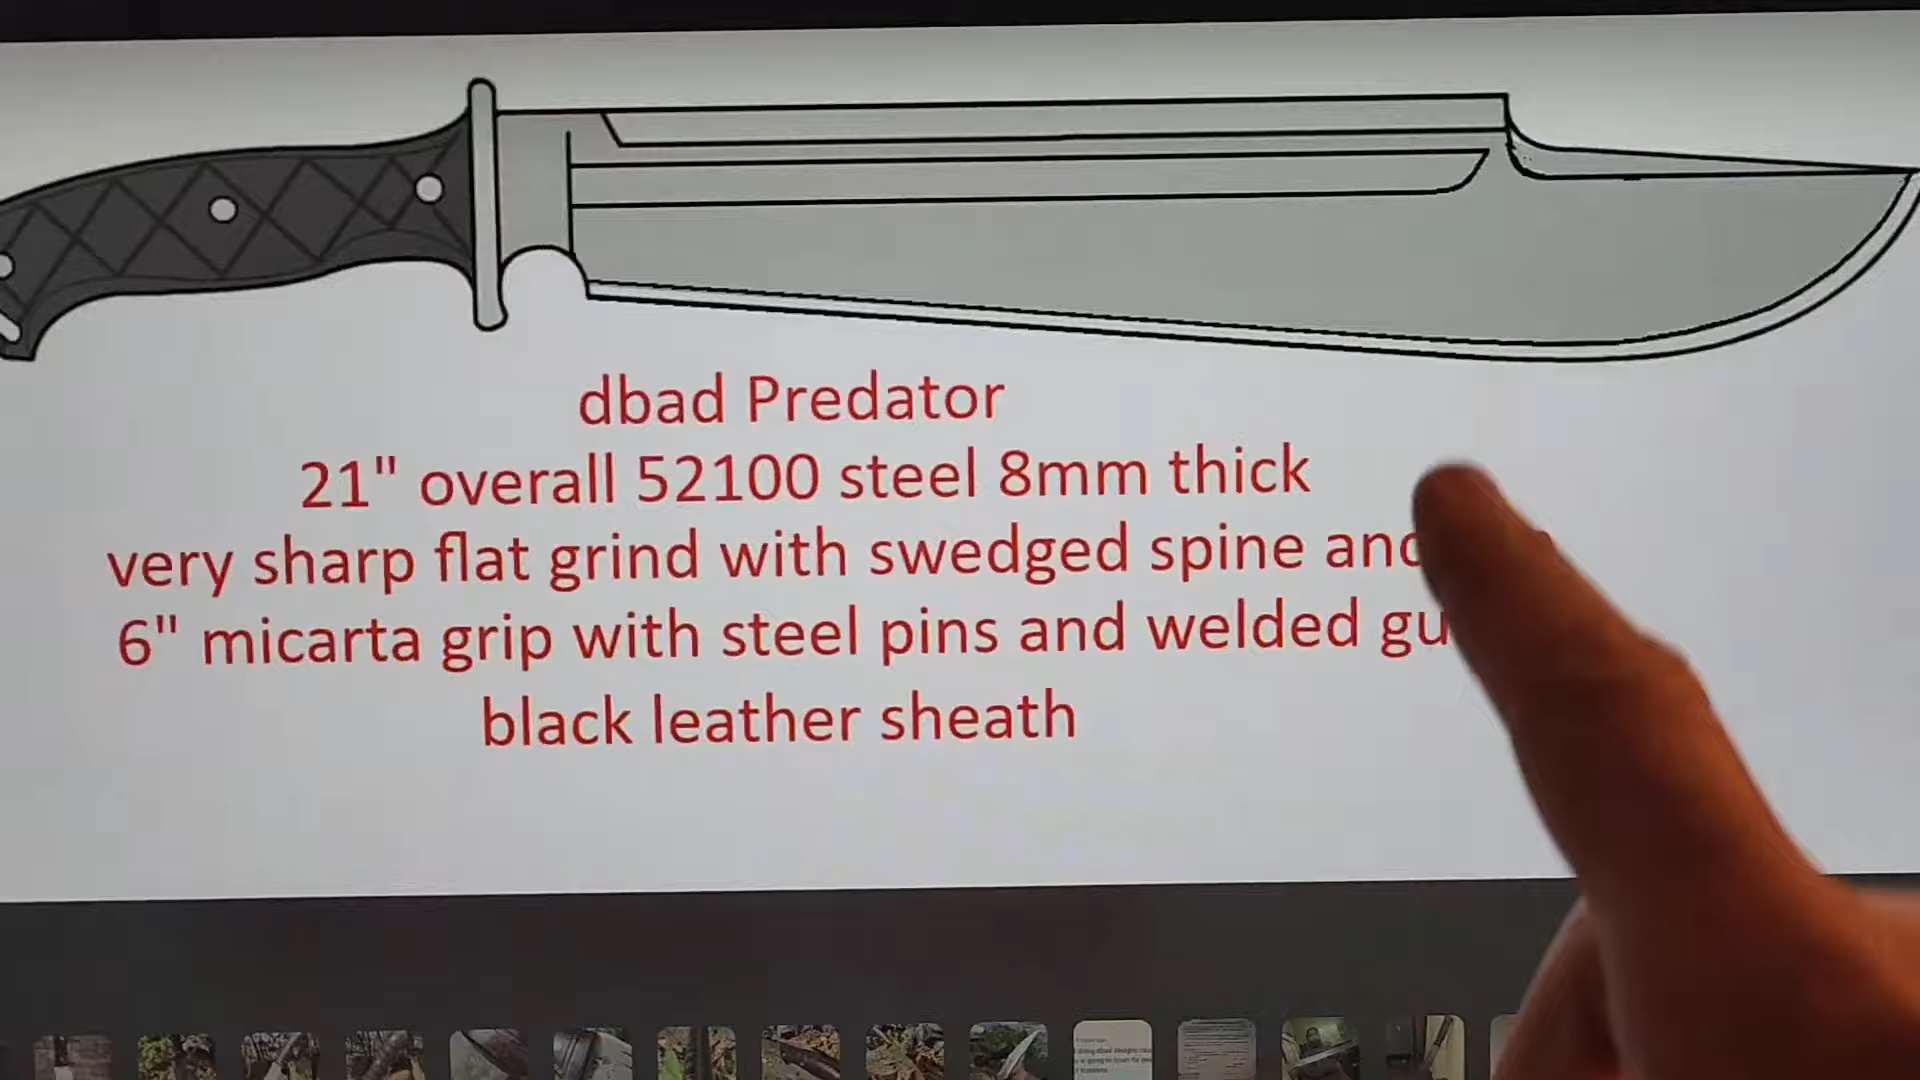 dbad Predator
21" overall 52100 steel 8mm thick
very sharp flat grind with swedged spine and
6" micarta grip with steel pins and welded
black leather sheath